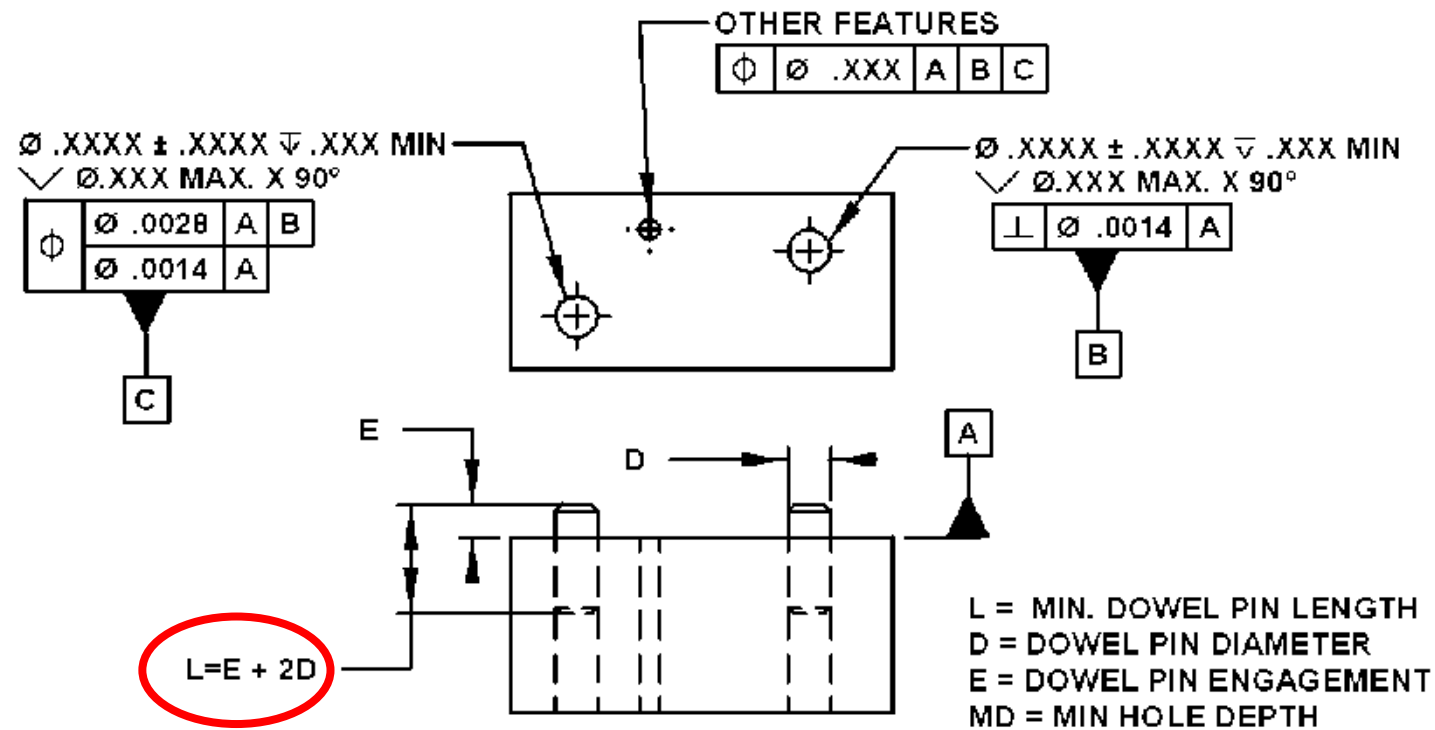 OTHER FEATURES
⌖ Ø .XXX A B C
Ø .XXXX ± .XXXX ↧ .XXX MIN
⌵ Ø.XXX MAX. X 90°
⌖ Ø .0028 A B
Ø .0014 A
C
Ø .XXXX ± .XXXX ↧ .XXX MIN
⌵ Ø.XXX MAX. X 90°
⊥ Ø .0014 A
B
E
D
A
L=E + 2D
L = MIN. DOWEL PIN LENGTH
D = DOWEL PIN DIAMETER
E = DOWEL PIN ENGAGEMENT
MD = MIN HOLE DEPTH